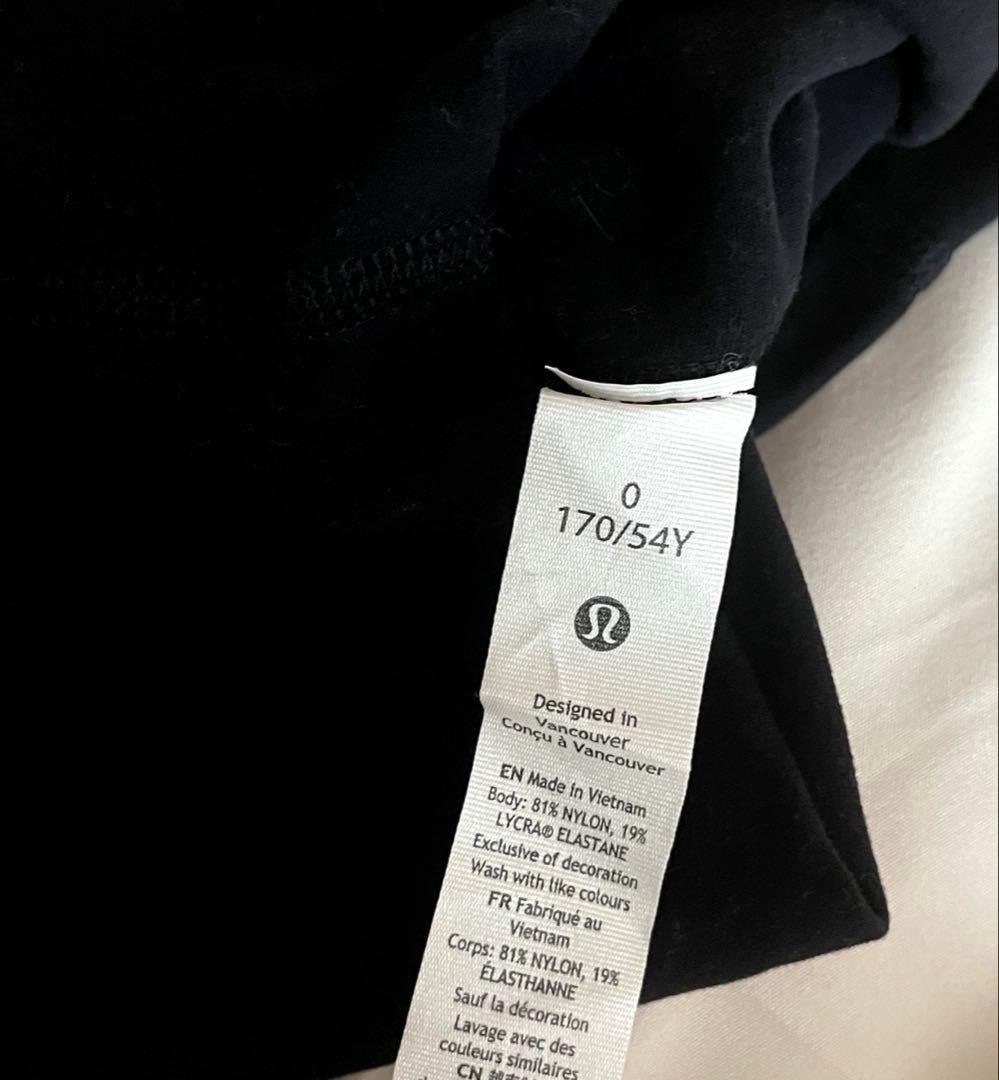 0
170/54Y
Designed in
Vancouver
Conçu à Vancouver
EN Made in Vietnam
Body: 81% NYLON, 19%
LYCRA® ELASTANE
Exclusive of decoration
Wash with like colours
FR Fabriqué au
Vietnam
Corps: 81% NYLON, 19%
ÉLASTHANNE
Sauf la décoration
Lavage avec des
couleurs similaires
CN